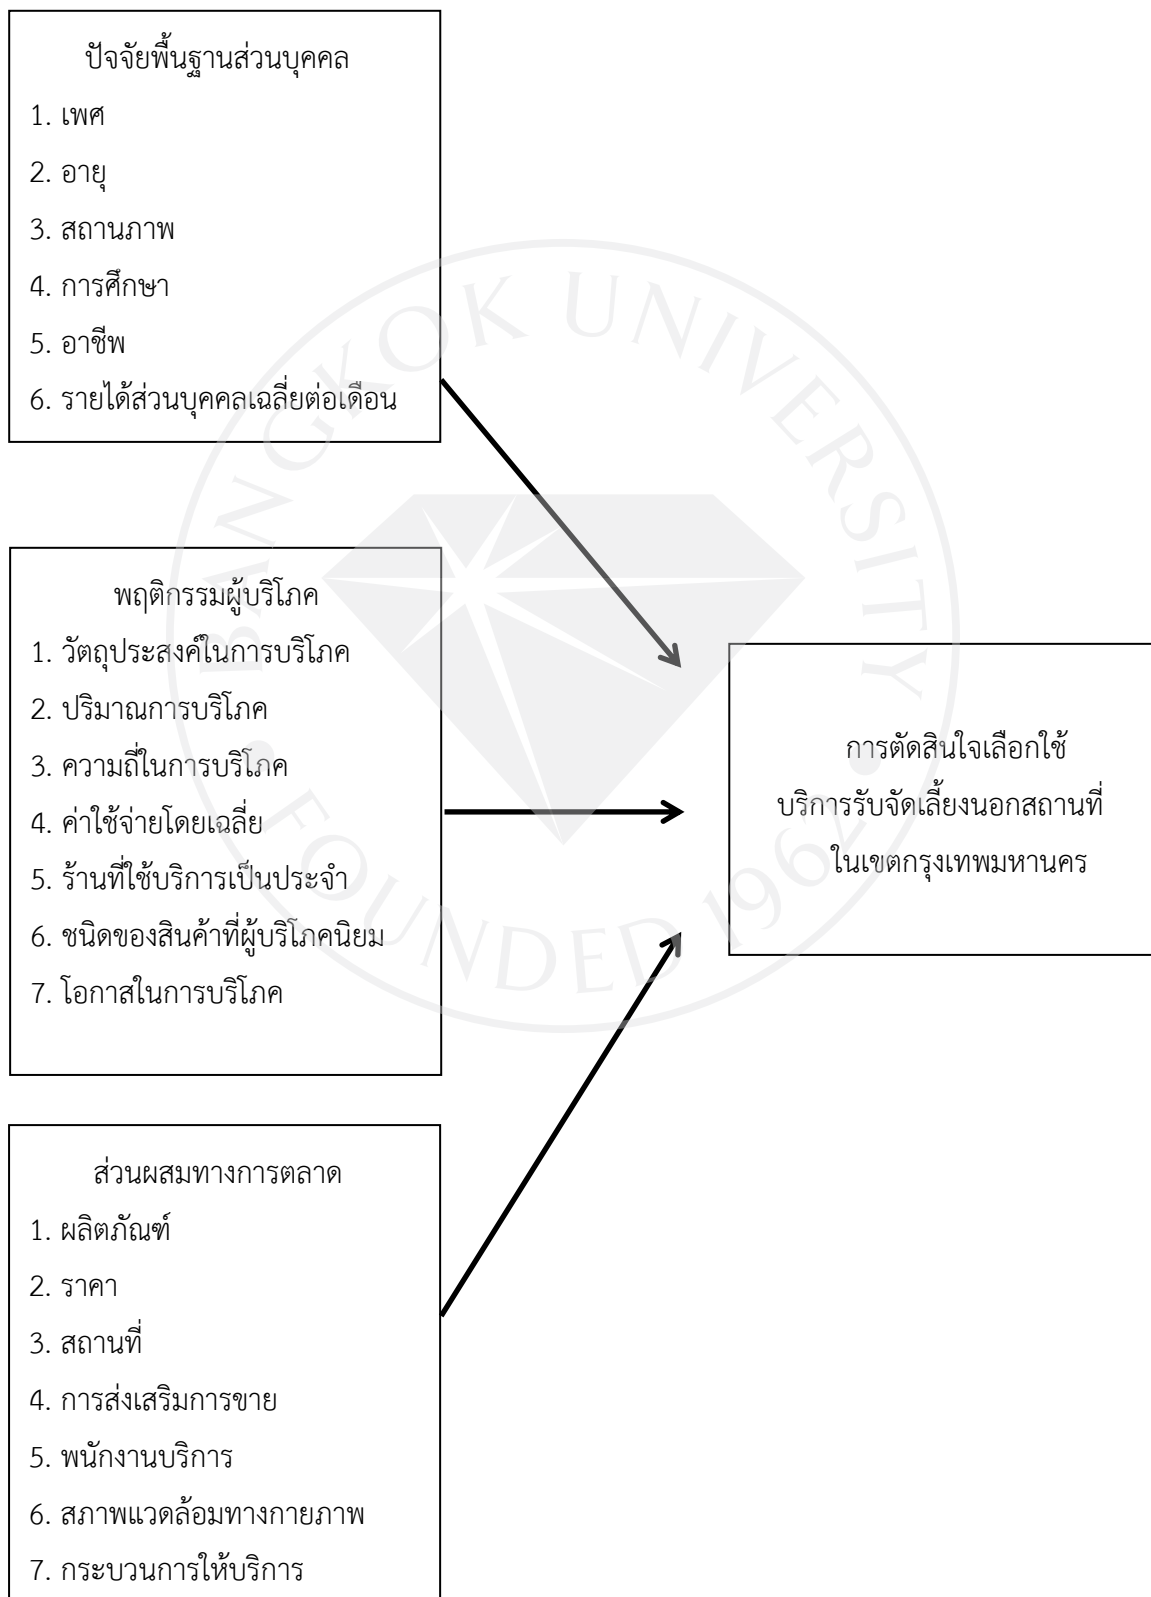 ปัจจัยพื้นฐานส่วนบุคคล
1. เพศ
2. อายุ
3. สถานภาพ
4. การศึกษา
5. อาชีพ
6. รายได้ส่วนบุคคลเฉลี่ยต่อเดือน
พฤติกรรมผู้บริโภค
1. วัตถุประสงค์ในการบริโภค
2. ปริมาณการบริโภค
3. ความถี่ในการบริโภค
4. ค่าใช้จ่ายโดยเฉลี่ย
5. ร้านที่ใช้บริการเป็นประจำ
6. ชนิดของสินค้าที่ผู้บริโภคนิยม
7. โอกาสในการบริโภค
การตัดสินใจเลือกใช้
บริการรับจัดเลี้ยงนอกสถานที่
ในเขตกรุงเทพมหานคร
ส่วนผสมทางการตลาด
1. ผลิตภัณฑ์
2. ราคา
3. สถานที่
4. การส่งเสริมการขาย
5. พนักงานบริการ
6. สภาพแวดล้อมทางกายภาพ
7. กระบวนการให้บริการ
BANGKOK UNIVERSITY
FOUNDED 1962